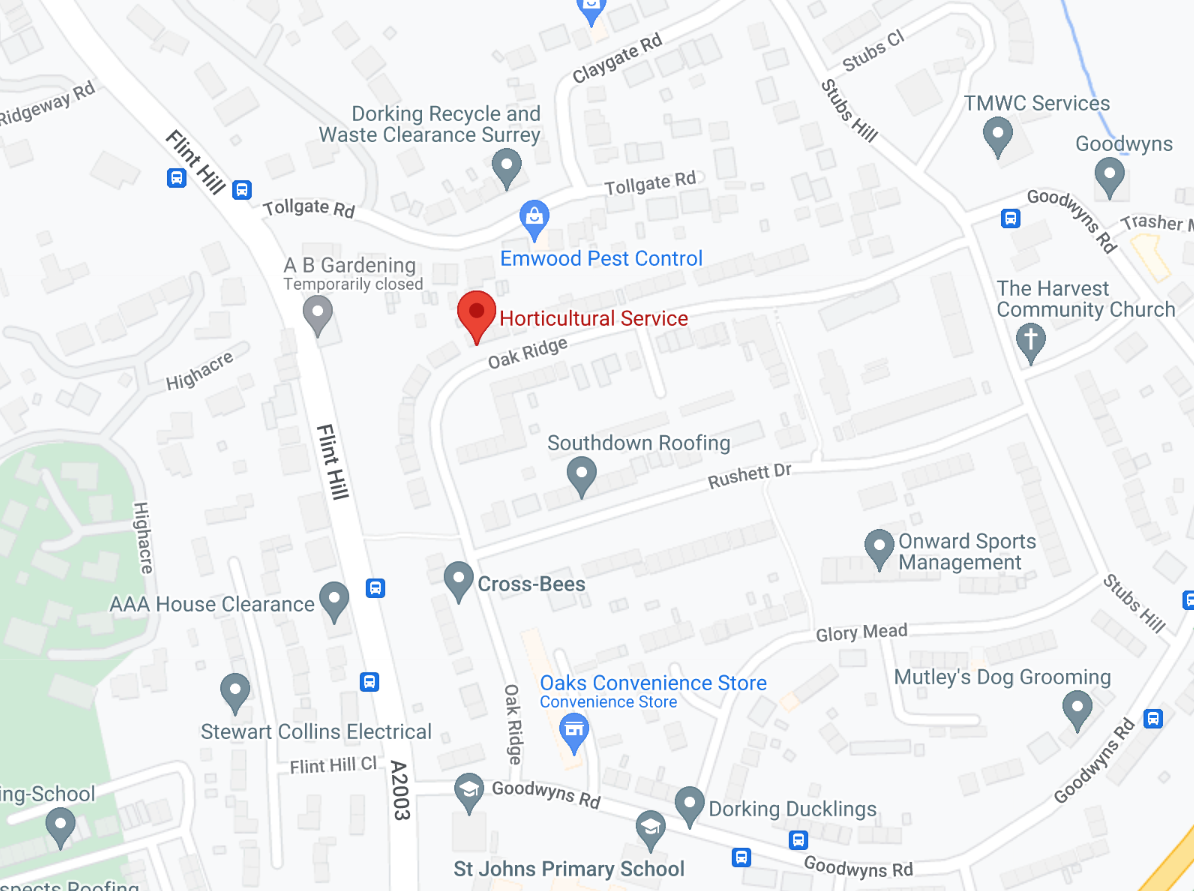 Claygate Rd
Stubs Cl
Ridgeway Rd
Dorking Recycle and
Waste Clearance Surrey
Stubs Hill
TMWC Services
Goodwyns
Flint Hill
Tollgate Rd
Tollgate Rd
Goodwyns Rd
Trasher M
Emwood Pest Control
A B Gardening
Temporarily closed
The Harvest
Community Church
Horticultural Service
Oak Ridge
Highacre
Flint Hill
Southdown Roofing
Rushett Dr
Highacre
Onward Sports
Management
Cross-Bees
AAA House Clearance
Stubs Hill
Glory Mead
Oaks Convenience Store
Convenience Store
Mutley's Dog Grooming
Stewart Collins Electrical
Oak Ridge
Flint Hill Cl
A2003
Goodwyns Rd
ing-School
Goodwyns Rd
Dorking Ducklings
St Johns Primary School
Goodwyns Rd
spects Roofing